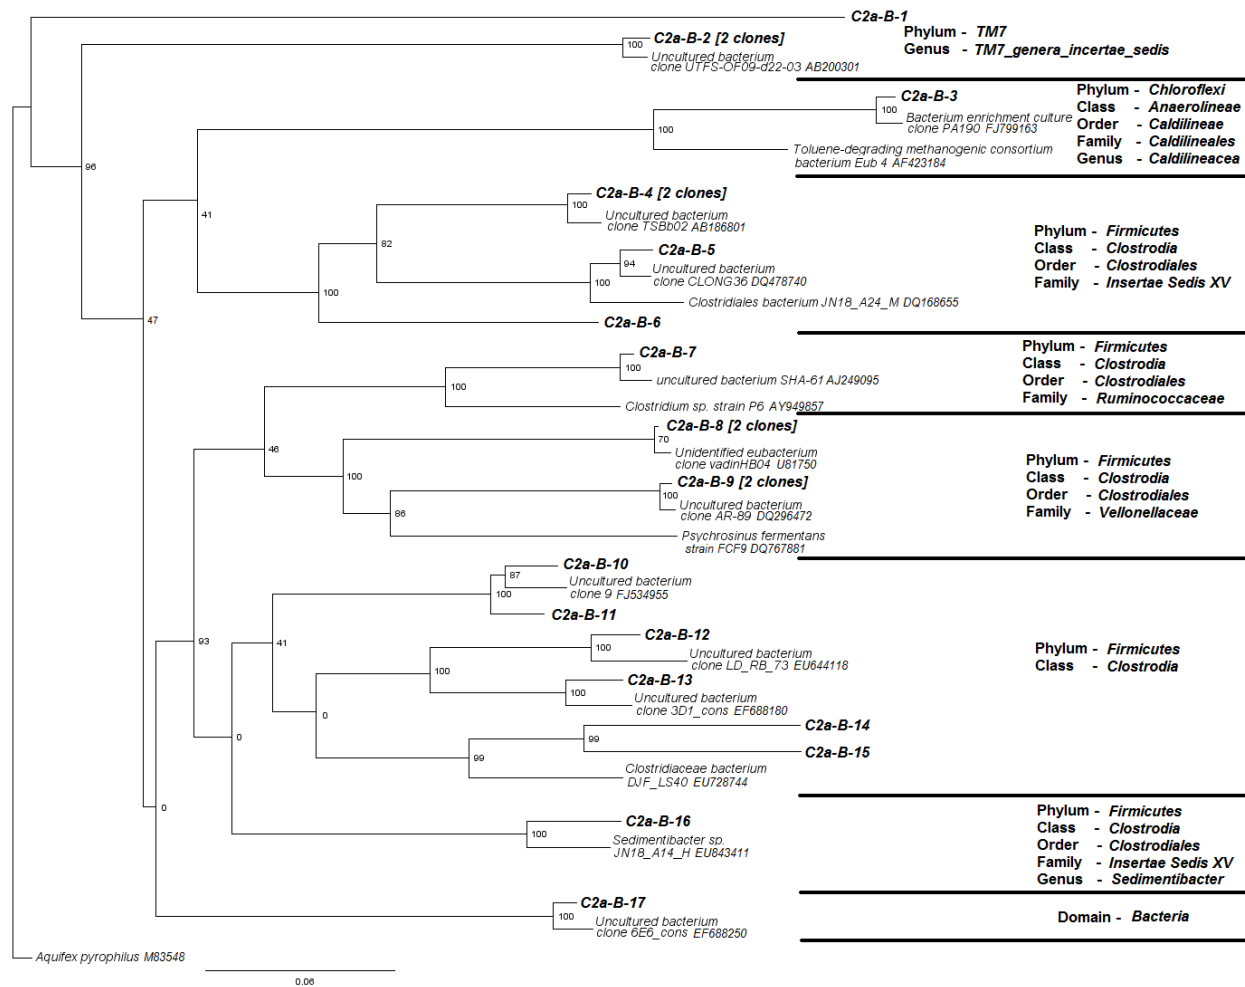 C2a-B-1
Phylum - TM7
Genus - TM7_genera_incertae_sedis
C2a-B-2 [2 clones]
100
Uncultured bacterium
clone UTFS-OF09-d22-03 AB200301
96
C2a-B-3
100
Bacterium enrichment culture
clone PA190 FJ799163
100
Toluene-degrading methanogenic consortium
bacterium Eub 4 AF423184
Phylum - Chloroflexi
Class - Anaerolineae
Order - Caldilineae
Family - Caldilineales
Genus - Caldilineacea
41
C2a-B-4 [2 clones]
100
Uncultured bacterium
clone TSBb02 AB186801
82
C2a-B-5
94
Uncultured bacterium
clone CLONG36 DQ478740
100
Clostridiales bacterium JN18_A24_M DQ168655
100
C2a-B-6
Phylum - Firmicutes
Class - Clostrodia
Order - Clostrodiales
Family - Insertae Sedis XV
47
C2a-B-7
100
uncultured bacterium SHA-61 AJ249095
100
Clostridium sp. strain P6 AY949857
Phylum - Firmicutes
Class - Clostrodia
Order - Clostrodiales
Family - Ruminococcaceae
46
C2a-B-8 [2 clones]
70
Unidentified eubacterium
clone vadinHB04 U81750
100
C2a-B-9 [2 clones]
100
Uncultured bacterium
clone AR-89 DQ296472
86
Psychrosinus fermentans
strain FCF9 DQ767881
Phylum - Firmicutes
Class - Clostrodia
Order - Clostrodiales
Family - Vellonellaceae
93
C2a-B-10
87
Uncultured bacterium
clone 9 FJ534955
100
C2a-B-11
41
C2a-B-12
100
Uncultured bacterium
clone LD_RB_73 EU644118
100
C2a-B-13
100
Uncultured bacterium
clone 3D1_cons EF688180
0
C2a-B-14
99
C2a-B-15
99
Clostridiaceae bacterium
DJF_LS40 EU728744
Phylum - Firmicutes
Class - Clostrodia
0
C2a-B-16
100
Sedimentibacter sp.
JN18_A14_H EU843411
Phylum - Firmicutes
Class - Clostrodia
Order - Clostrodiales
Family - Insertae Sedis XV
Genus - Sedimentibacter
0
C2a-B-17
100
Uncultured bacterium
clone 6E6_cons EF688250
Domain - Bacteria
Aquifex pyrophilus M83548
0.06